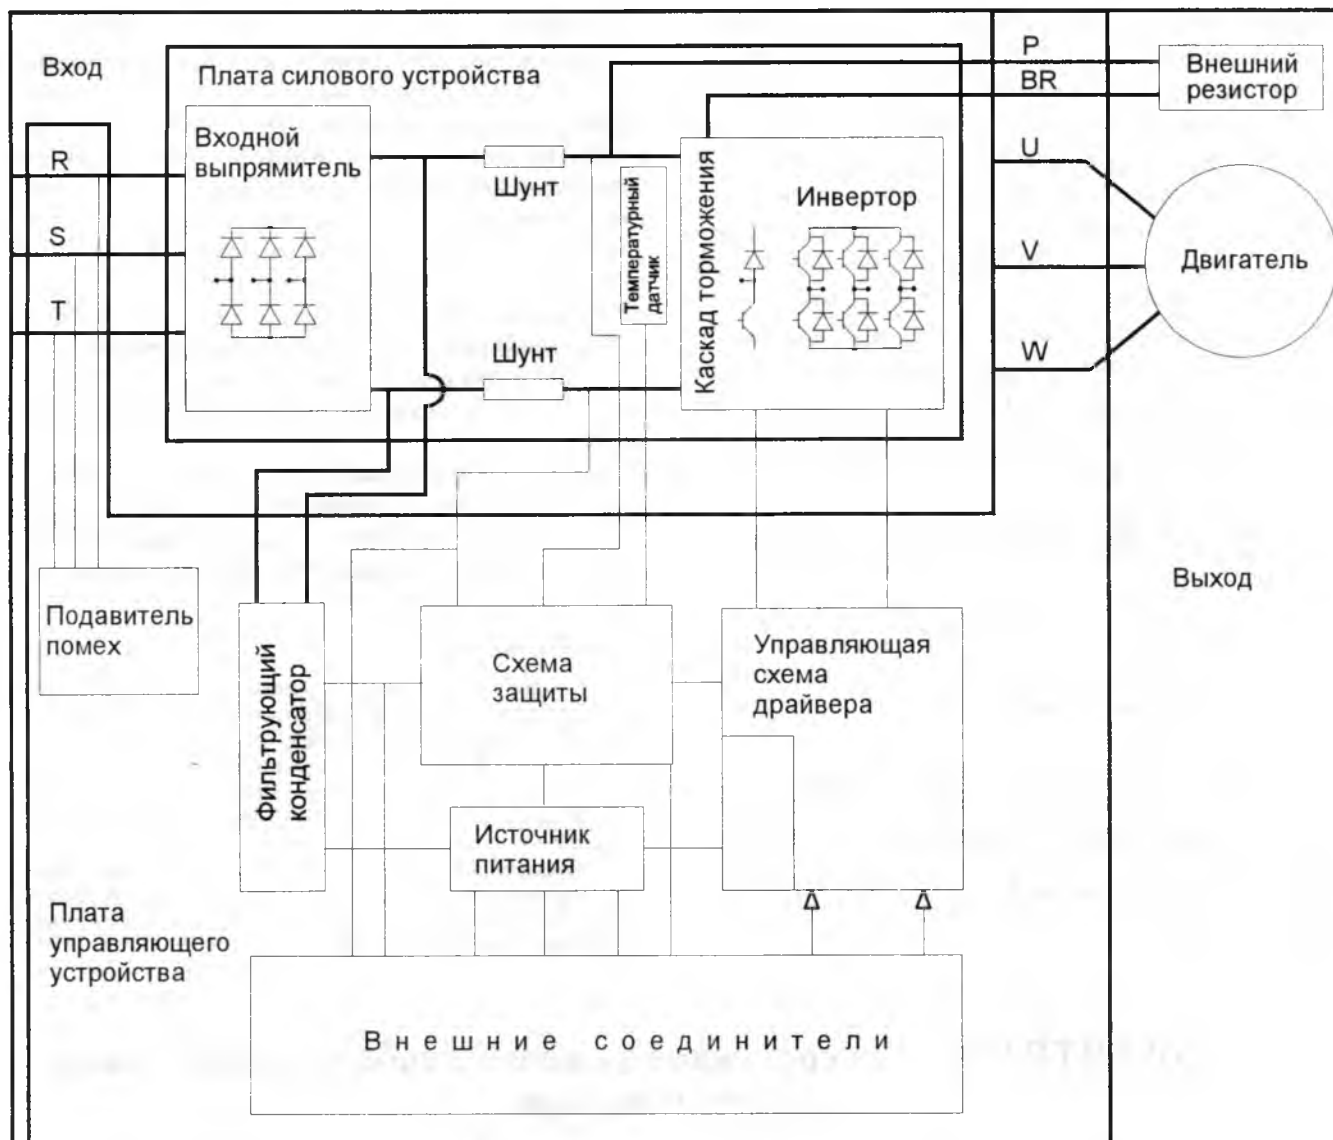 Вход
Плата силового устройства
P
BR
Внешний
резистор
Входной
выпрямитель
R
S
T
Шунт
Шунт
Температурный
датчик
Каскад торможения
Инвертор
U
V
W
Двигатель
Выход
Подавитель
помех
Фильтрующий
конденсатор
Схема
защиты
Управляющая
схема
драйвера
Источник
питания
Плата
управляющего
устройства
Внешние соединители